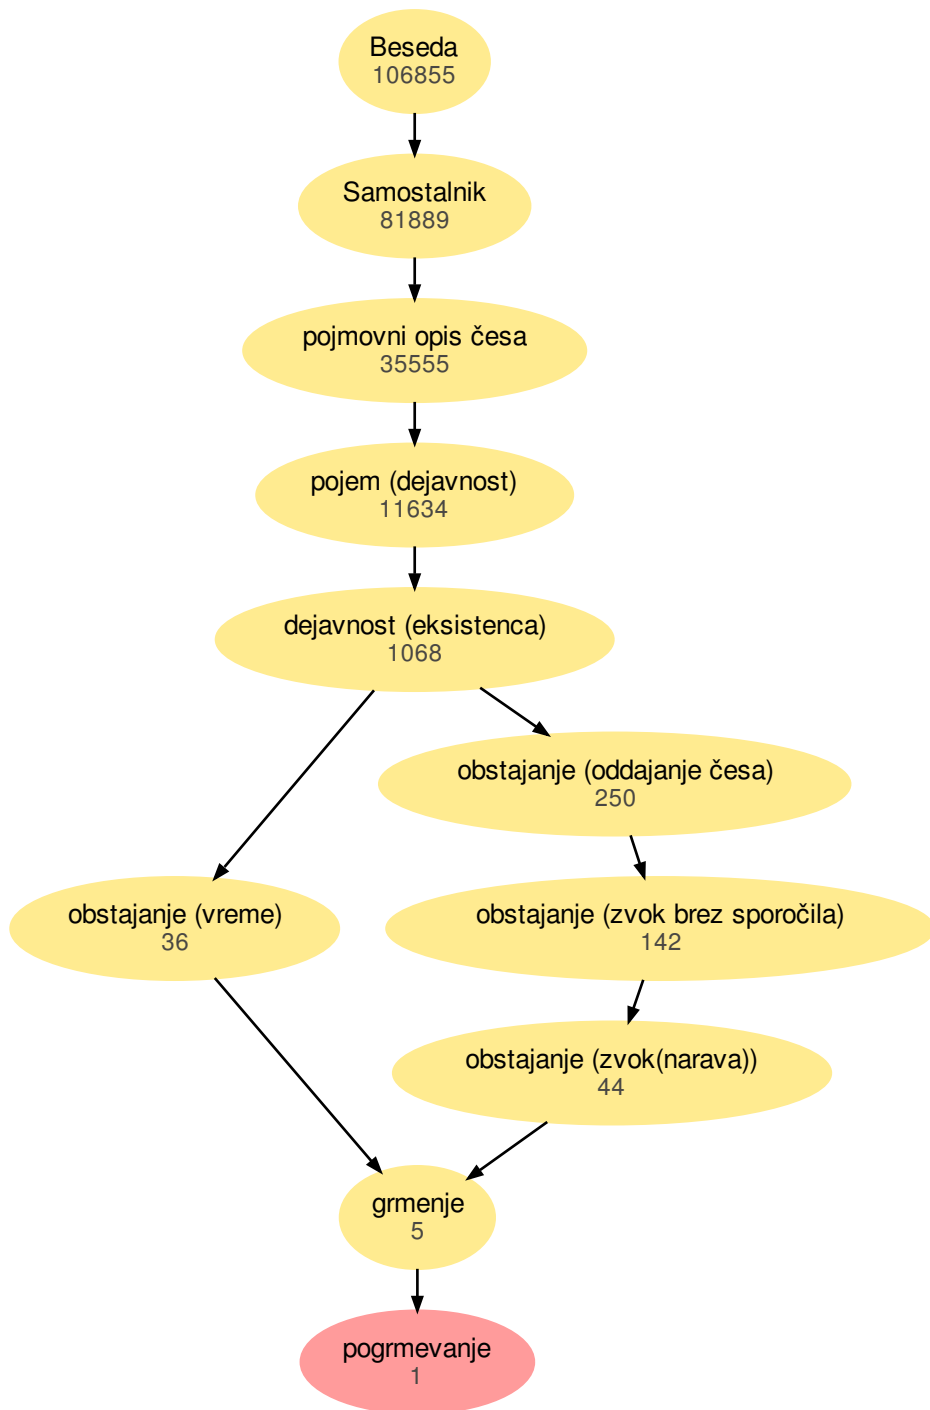 Beseda
106855
Samostalnik
81889
pojmovni opis česa
35555
pojem (dejavnost)
11634
dejavnost (eksistenca)
1068
obstajanje (oddajanje česa)
250
obstajanje (vreme)
36
obstajanje (zvok brez sporočila)
142
obstajanje (zvok(narava))
44
grmenje
5
pogrmevanje
1